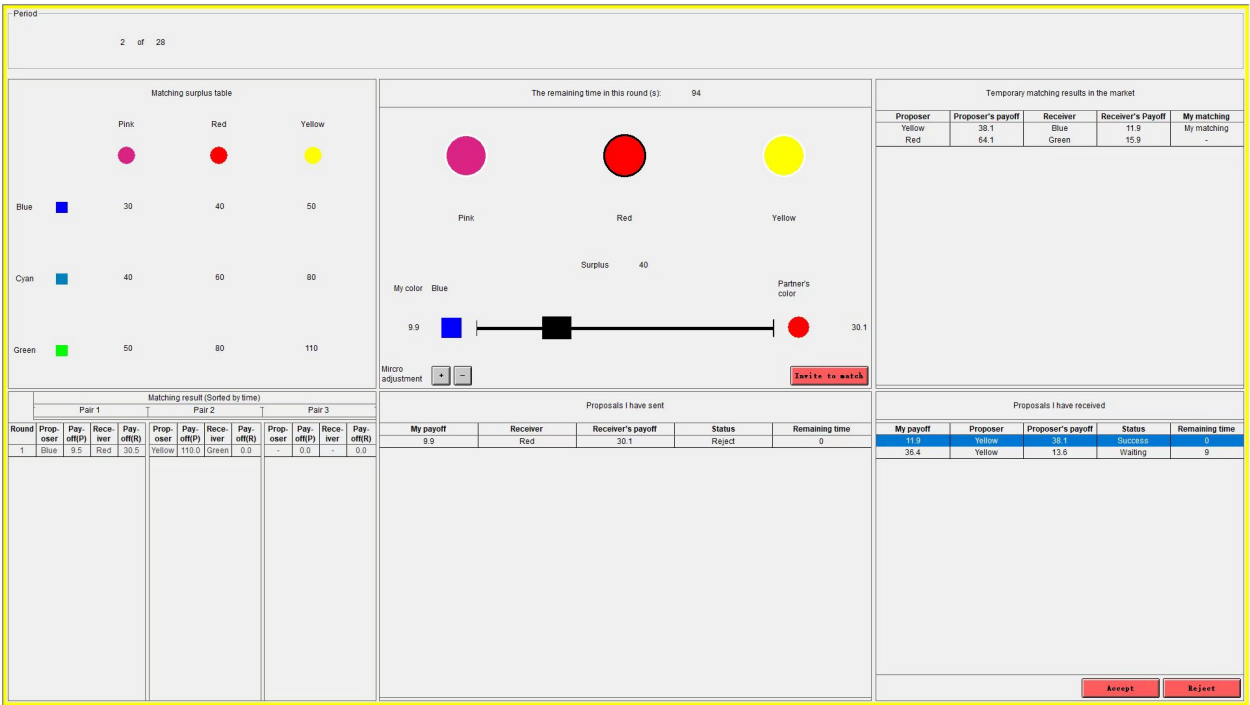 Period
2 of 28
Matching surplus table
Pink Red Yellow
Blue 30 40 50
Cyan 40 60 80
Green 50 80 110
The remaining time in this round (s): 94
Pink Red Yellow
Surplus 40
My color Blue
Partner's
color
9.9 30.1
Mircro
adjustment + -
Invite to match
Temporary matching results in the market
Proposer Proposer's payoff Receiver Receiver's Payoff My matching
Yellow 38.1 Blue 11.9 My matching
Red 64.1 Green 15.9 -
Matching result (Sorted by time)
Pair 1 Pair 2 Pair 3
Round Prop- Pay- Rece- Pay- Prop- Pay- Rece- Pay- Prop- Pay- Rece- Pay-
oser off(P) iver off(R) oser off(P) iver off(R) oser off(P) iver off(R)
1 Blue 9.5 Red 30.5 Yellow 110.0 Green 0.0 - 0.0 - 0.0
Proposals I have sent
My payoff Receiver Receiver's payoff Status Remaining time
9.9 Red 30.1 Reject 0
Proposals I have received
My payoff Proposer Proposer's payoff Status Remaining time
11.9 Yellow 38.1 Success 0
36.4 Yellow 13.6 Waiting 9
Accept Reject